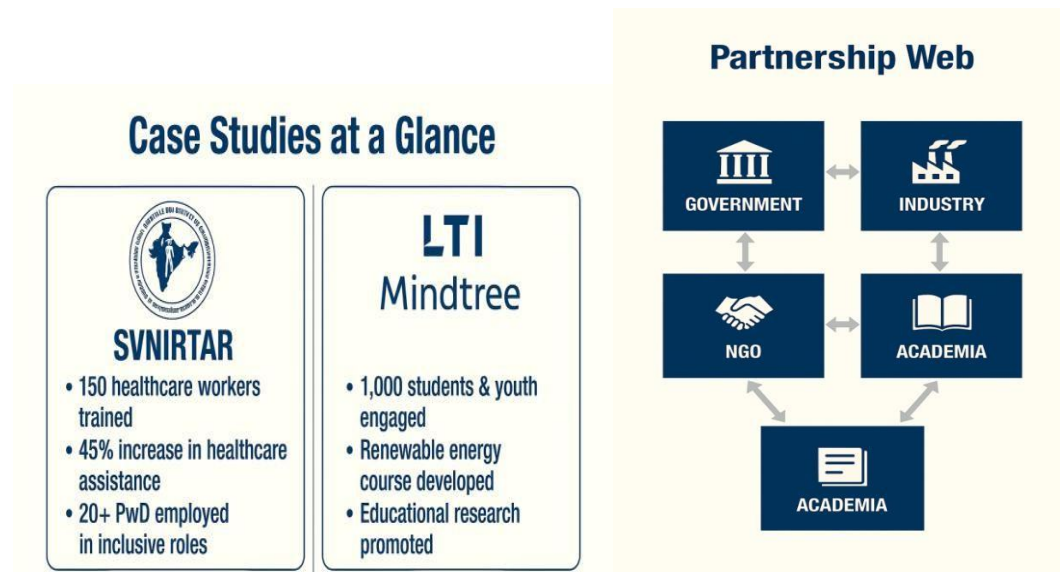 Case Studies at a Glance
SVNIRTAR
• 150 healthcare workers
trained
• 45% increase in healthcare
assistance
• 20+ PwD employed
in inclusive roles
LTI
Mindtree
• 1,000 students & youth
engaged
• Renewable energy
course developed
• Educational research
promoted
Partnership Web
GOVERNMENT
INDUSTRY
NGO
ACADEMIA
ACADEMIA